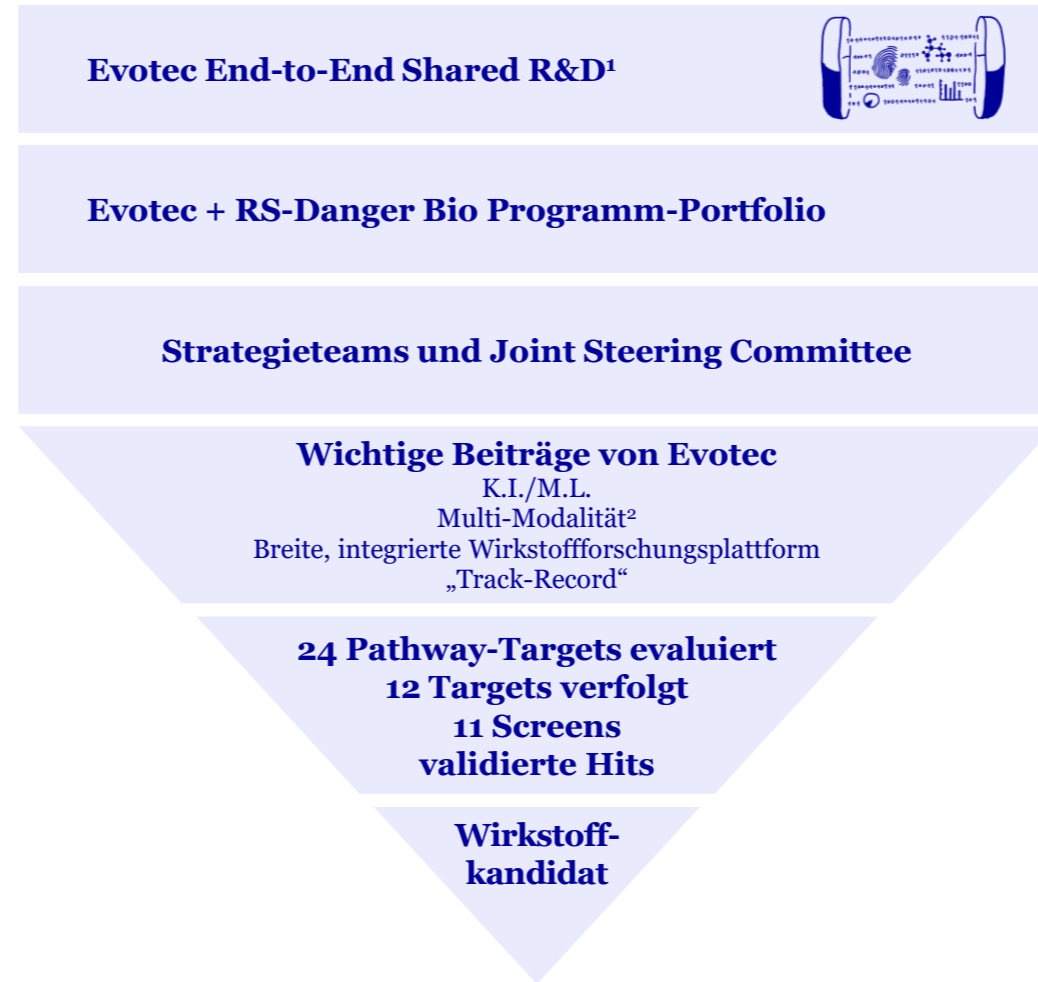 Evotec End-to-End Shared R&D¹
Evotec + RS-Danger Bio Programm-Portfolio
Strategieteams und Joint Steering Committee
Wichtige Beiträge von Evotec
K.I./M.L.
Multi-Modalität²
Breite, integrierte Wirkstoffforschungsplattform
„Track-Record“
24 Pathway-Targets evaluiert
12 Targets verfolgt
11 Screens
validierte Hits
Wirkstoff-
kandidat